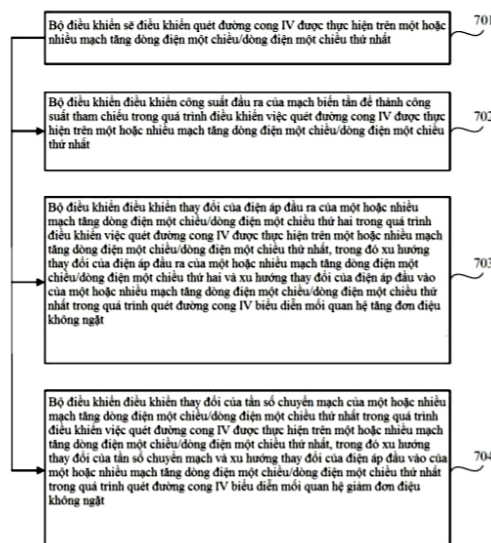 Bộ điều khiển sẽ điều khiển quét đường cong IV được thực hiện trên một hoặc
nhiều mạch tăng dòng điện một chiều/dòng điện một chiều thứ nhất
701
Bộ điều khiển điều khiển công suất đầu ra của mạch biến tần để thành công
suất tham chiếu trong quá trình điều khiển việc quét đường cong IV được thực
hiện trên một hoặc nhiều mạch tăng dòng điện một chiều/dòng điện một chiều
thứ nhất
702
Bộ điều khiển điều khiển thay đổi của điện áp đầu ra của một hoặc nhiều
mạch tăng dòng điện một chiều/dòng điện một chiều thứ hai trong quá trình
điều khiển việc quét đường cong IV được thực hiện trên một hoặc nhiều mạch
tăng dòng điện một chiều/dòng điện một chiều thứ nhất, trong đó xu hướng
thay đổi của điện áp đầu ra của một hoặc nhiều mạch tăng dòng điện một
chiều/dòng điện một chiều thứ hai và xu hướng thay đổi của điện áp đầu vào
của một hoặc nhiều mạch tăng dòng điện một chiều/dòng điện một chiều thứ
nhất trong quá trình quét đường cong IV biểu diễn mối quan hệ tăng đơn điệu
không ngặt
703
Bộ điều khiển điều khiển thay đổi của tần số chuyển mạch của một hoặc nhiều
mạch tăng dòng điện một chiều/dòng điện một chiều thứ nhất trong quá trình
điều khiển việc quét đường cong IV được thực hiện trên một hoặc nhiều mạch
tăng dòng điện một chiều/dòng điện một chiều thứ nhất, trong đó xu hướng
thay đổi của tần số chuyển mạch và xu hướng thay đổi của điện áp đầu vào của
một hoặc nhiều mạch tăng dòng điện một chiều/dòng điện một chiều thứ nhất
trong quá trình quét đường cong IV biểu diễn mối quan hệ giảm đơn điệu
không ngặt
704